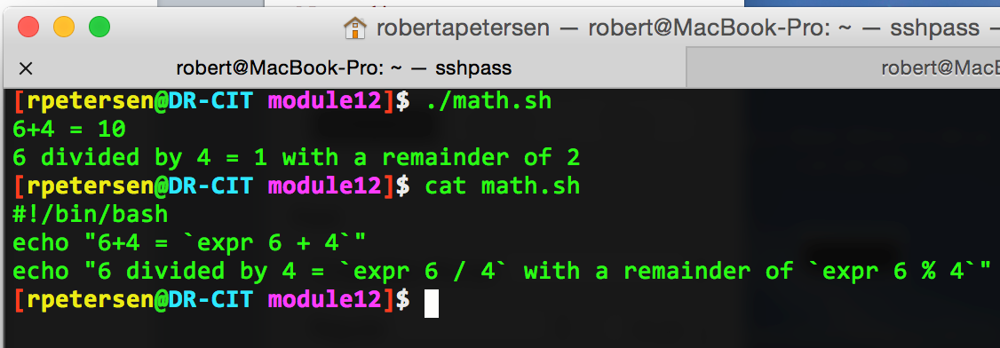 robertapetersen — robert@MacBook-Pro: ~ — sshpass —
robert@MacBook-Pro: ~ — sshpass
[rpetersen@DR-CIT module12]$ ./math.sh
6+4 = 10
6 divided by 4 = 1 with a remainder of 2
[rpetersen@DR-CIT module12]$ cat math.sh
#!/bin/bash
echo "6+4 = `expr 6 + 4`"
echo "6 divided by 4 = `expr 6 / 4` with a remainder of `expr 6 % 4`"
[rpetersen@DR-CIT module12]$